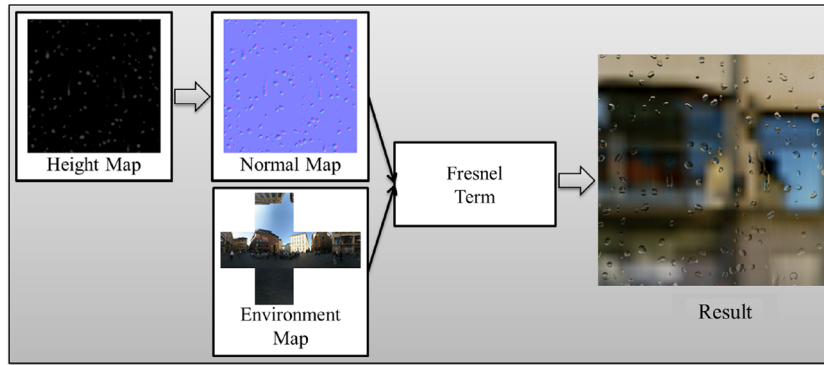 Height Map
Normal Map
Environment
Map
Fresnel
Term
Result